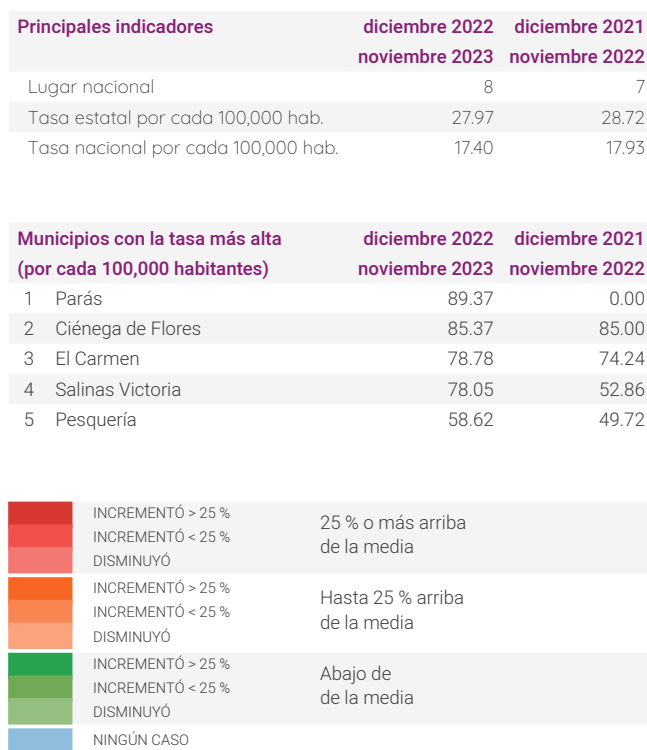 Principales indicadores diciembre 2022 diciembre 2021
noviembre 2023 noviembre 2022
Lugar nacional 8 7
Tasa estatal por cada 100,000 hab. 27.97 28.72
Tasa nacional por cada 100,000 hab. 17.40 17.93
Municipios con la tasa más alta diciembre 2022 diciembre 2021
(por cada 100,000 habitantes) noviembre 2023 noviembre 2022
1 Parás 89.37 0.00
2 Ciénega de Flores 85.37 85.00
3 El Carmen 78.78 74.24
4 Salinas Victoria 78.05 52.86
5 Pesquería 58.62 49.72
INCREMENTÓ > 25 %
INCREMENTÓ < 25 %
DISMINUYÓ
25 % o más arriba
de la media
INCREMENTÓ > 25 %
INCREMENTÓ < 25 %
DISMINUYÓ
Hasta 25 % arriba
de la media
INCREMENTÓ > 25 %
INCREMENTÓ < 25 %
DISMINUYÓ
Abajo de
de la media
NINGÚN CASO